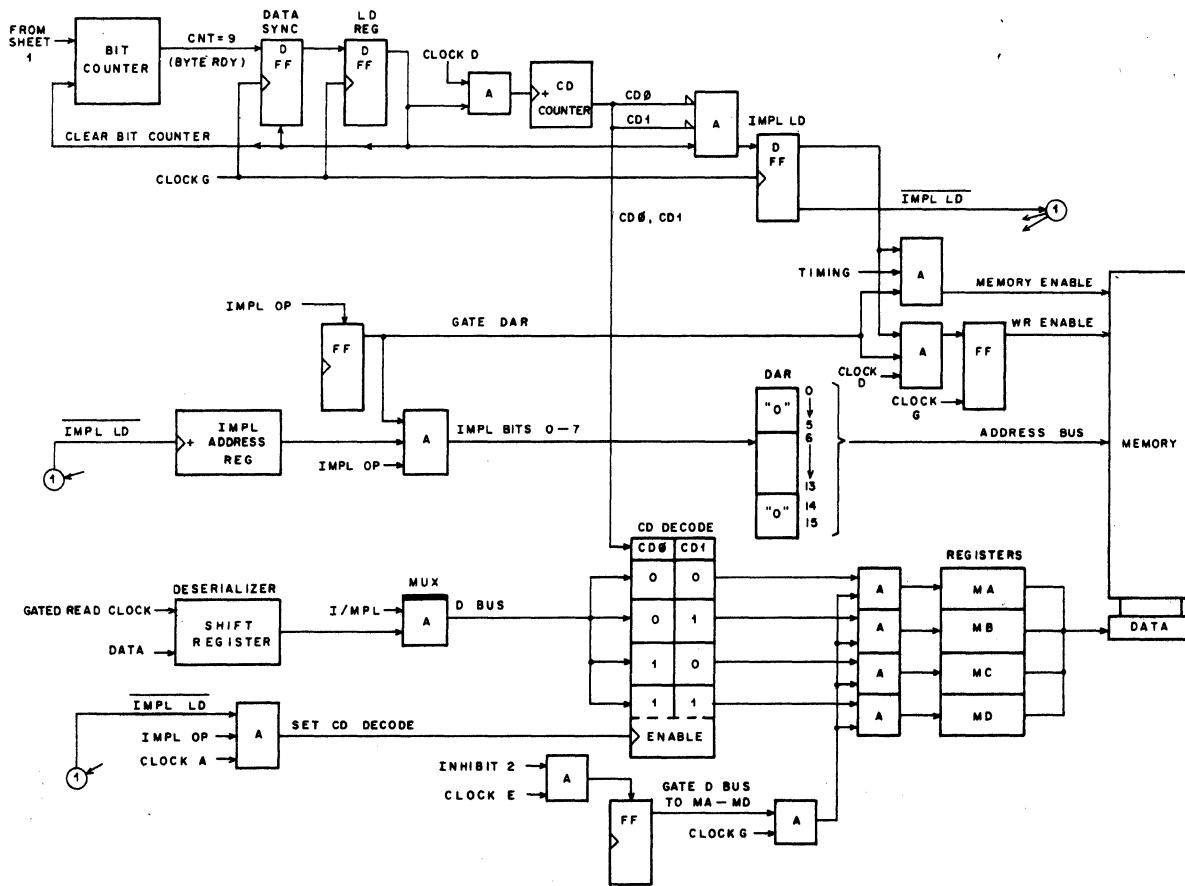 FROM
SHEET
1
BIT
COUNTER
CNT = 9
(BYTE RDY)
DATA
SYNC
D
FF
LD
REG
D
FF
CLOCK D
A
+ CD
COUNTER
CDØ
CD1
A
IMPL LD
D
FF
CLEAR BIT COUNTER
CLOCK G
CDØ, CD1
IMPL LD
1
TIMING
A
MEMORY ENABLE
IMPL OP
FF
GATE DAR
A
CLOCK
D
FF
CLOCK
G
WR ENABLE
IMPL LD
1
+ IMPL
ADDRESS
REG
IMPL OP
A
IMPL BITS 0-7
DAR
"O"
"O"
0
5
6
13
14
15
ADDRESS BUS
MEMORY
DATA
CD DECODE
CDØ CD1
0 0
0 1
1 0
1 1
ENABLE
DESERIALIZER
GATED READ CLOCK
DATA
SHIFT
REGISTER
MUX
I/MPL
A
D BUS
REGISTERS
A
MA
A
MB
A
MC
A
MD
IMPL LD
IMPL OP
CLOCK A
1
A
SET CD DECODE
INHIBIT 2
CLOCK E
A
FF
GATE D BUS
TO MA-MD
CLOCK G
A